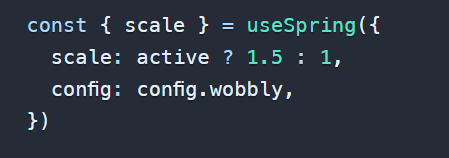 const { scale } = useSpring({
  scale: active ? 1.5 : 1,
  config: config.wobbly,
})